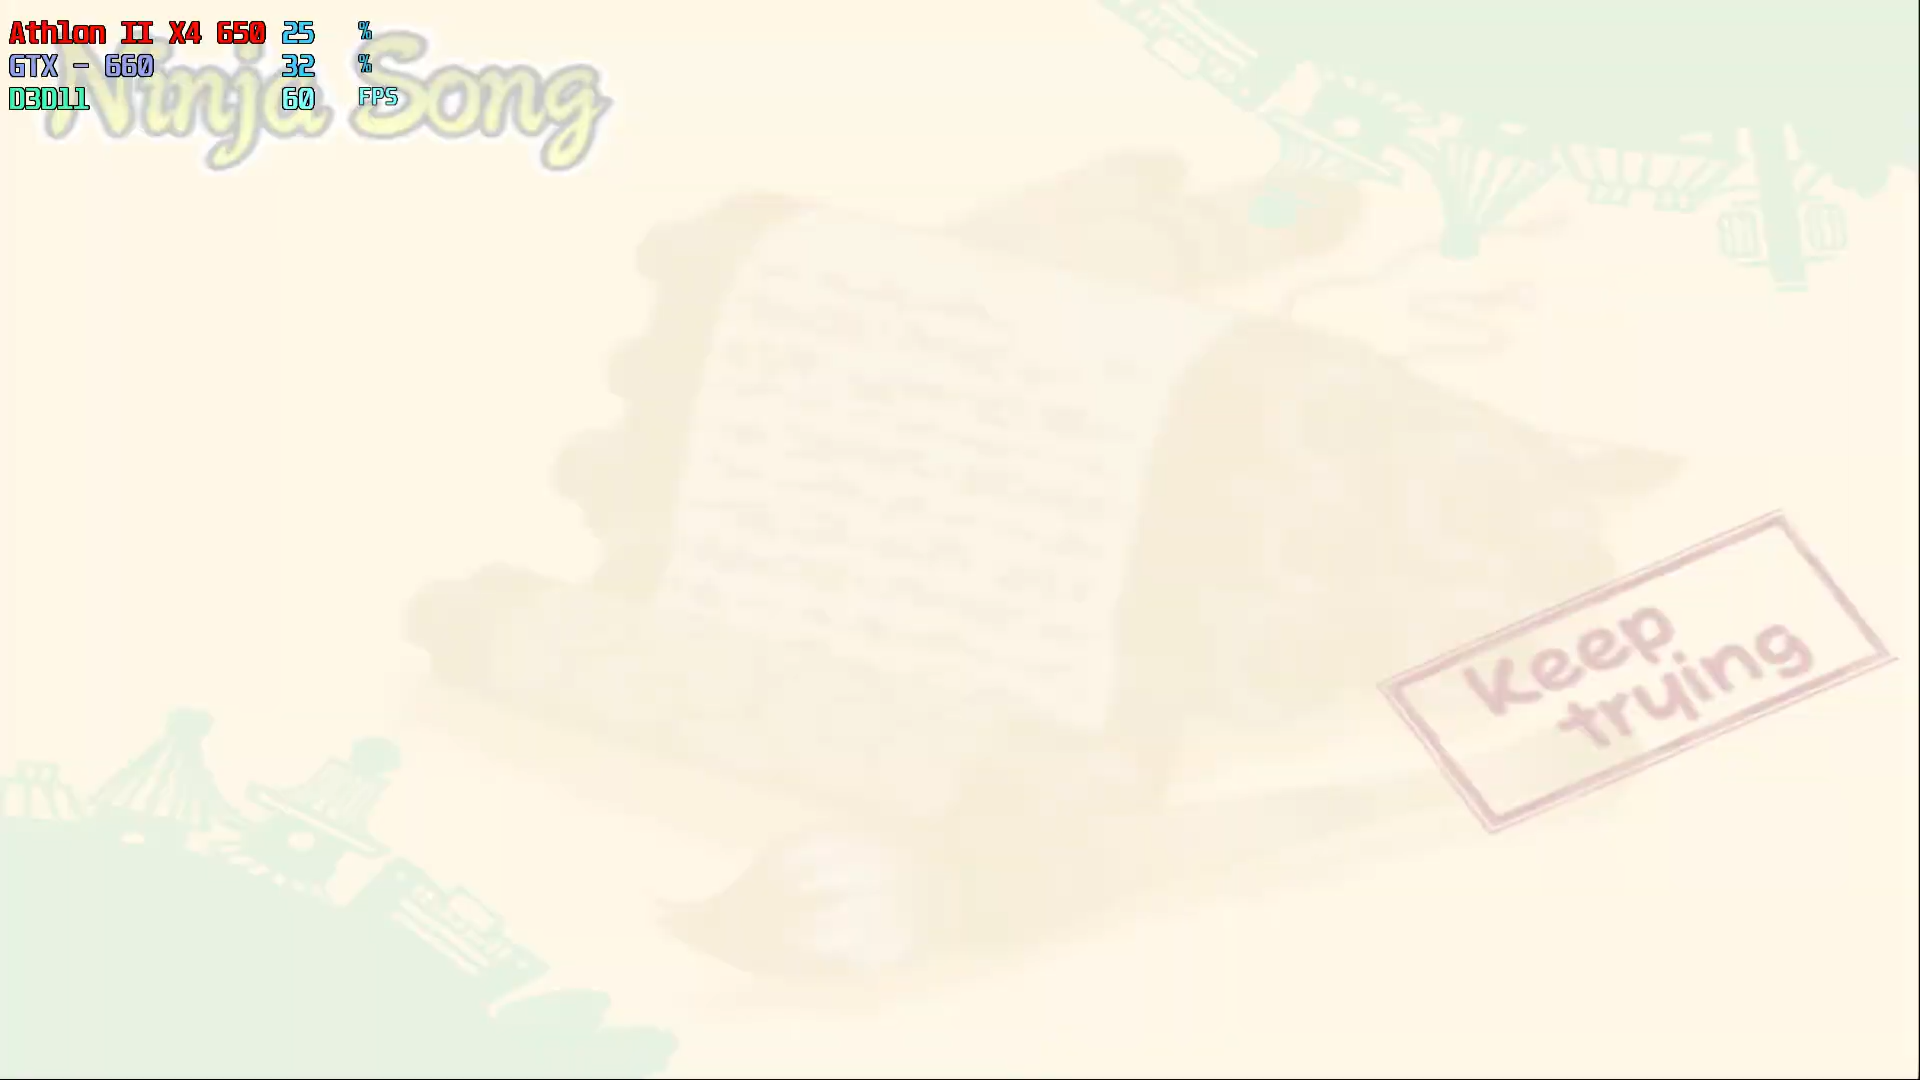 Athlon II X4 650 25 %
GTX - 660 32 %
D3D11 60 FPS
Ninja Song
Keep
trying